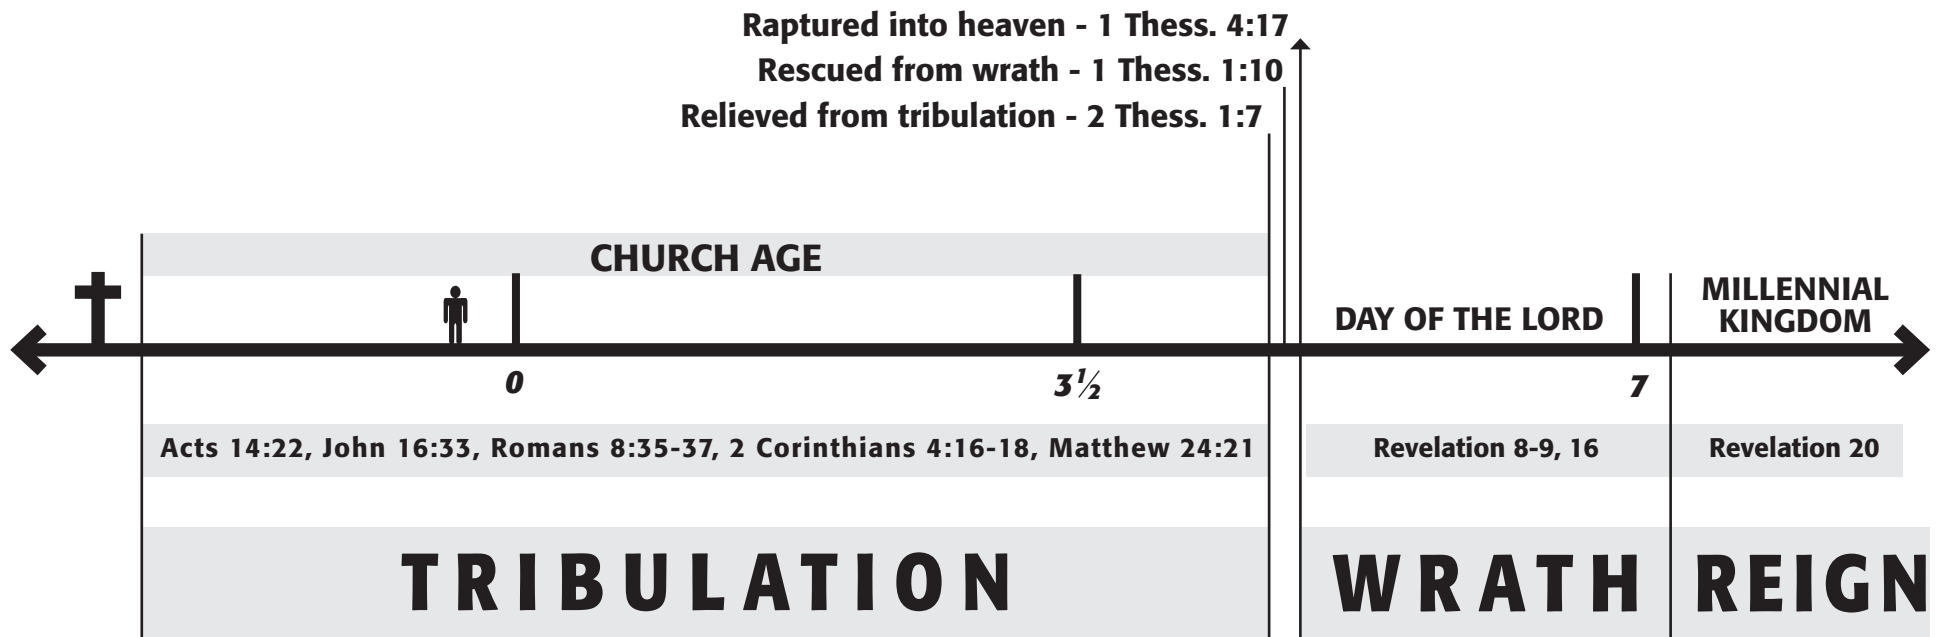 Raptured into heaven - 1 Thess. 4:17
Rescued from wrath - 1 Thess. 1:10
Relieved from tribulation - 2 Thess. 1:7
CHURCH AGE
DAY OF THE LORD
MILLENNIAL
KINGDOM
0
3½
7
Acts 14:22, John 16:33, Romans 8:35-37, 2 Corinthians 4:16-18, Matthew 24:21
Revelation 8-9, 16
Revelation 20
TRIBULATION
WRATH
REIGN